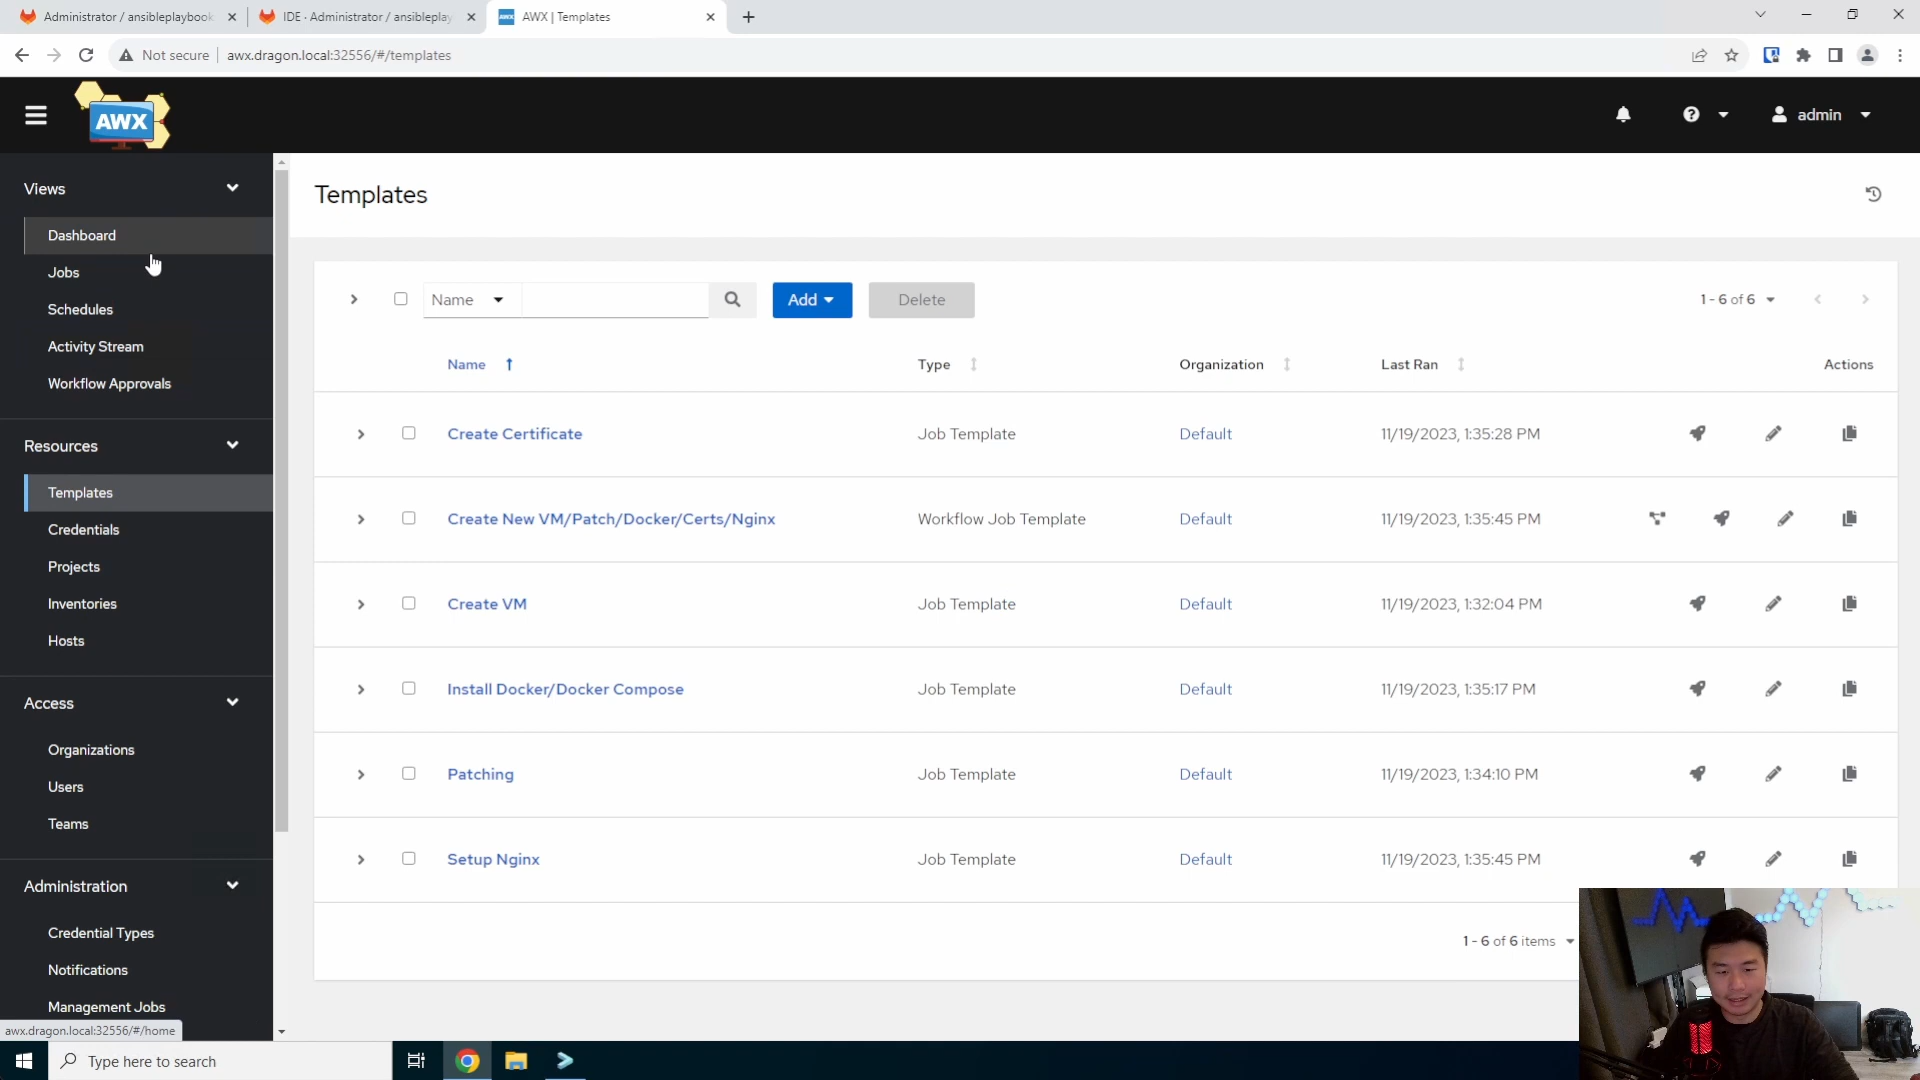 Administrator / ansibleplaybook
IDE · Administrator / ansibleplay
AWX | Templates
Not secure
awx.dragon.local:32556/#/templates
AWX
admin
Views
Dashboard
Jobs
Schedules
Activity Stream
Workflow Approvals
Resources
Templates
Credentials
Projects
Inventories
Hosts
Access
Organizations
Users
Teams
Administration
Credential Types
Notifications
Management Jobs
awx.dragon.local:32556/#/home
Templates
Name
Add
Delete
1 - 6 of 6
Name Type Organization Last Ran Actions
Create Certificate Job Template Default 11/19/2023, 1:35:28 PM
Create New VM/Patch/Docker/Certs/Nginx Workflow Job Template Default 11/19/2023, 1:35:45 PM
Create VM Job Template Default 11/19/2023, 1:32:04 PM
Install Docker/Docker Compose Job Template Default 11/19/2023, 1:35:17 PM
Patching Job Template Default 11/19/2023, 1:34:10 PM
Setup Nginx Job Template Default 11/19/2023, 1:35:45 PM
1 - 6 of 6 items
Type here to search